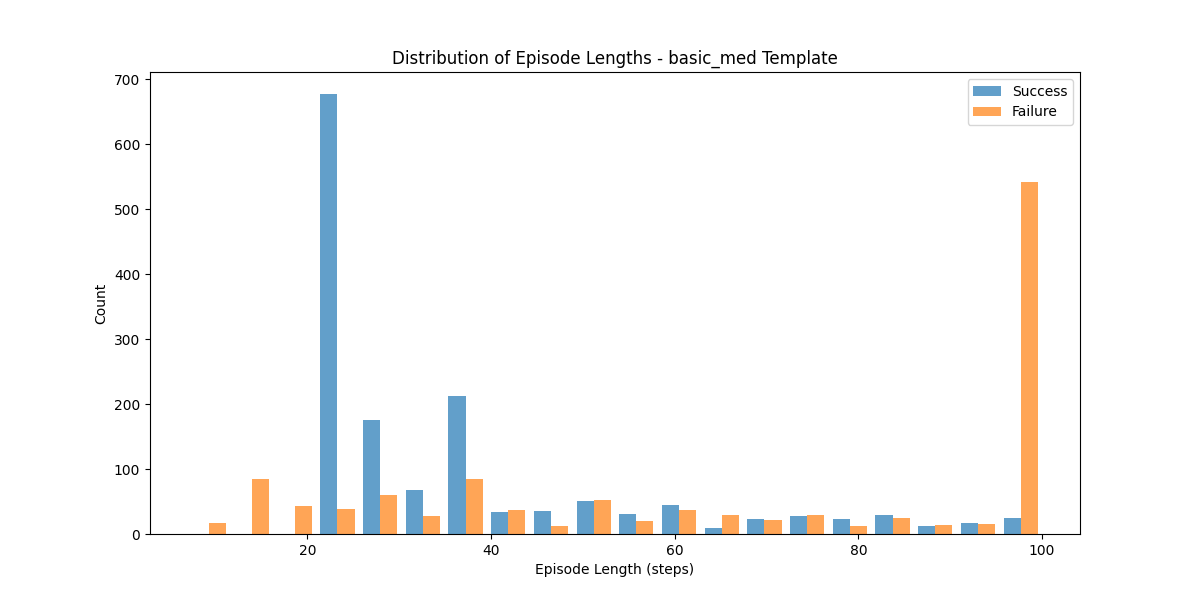 Distribution of Episode Lengths - basic_med Template
700
600
500
400
300
200
100
0
Count
Success
Failure
20
40
60
80
100
Episode Length (steps)